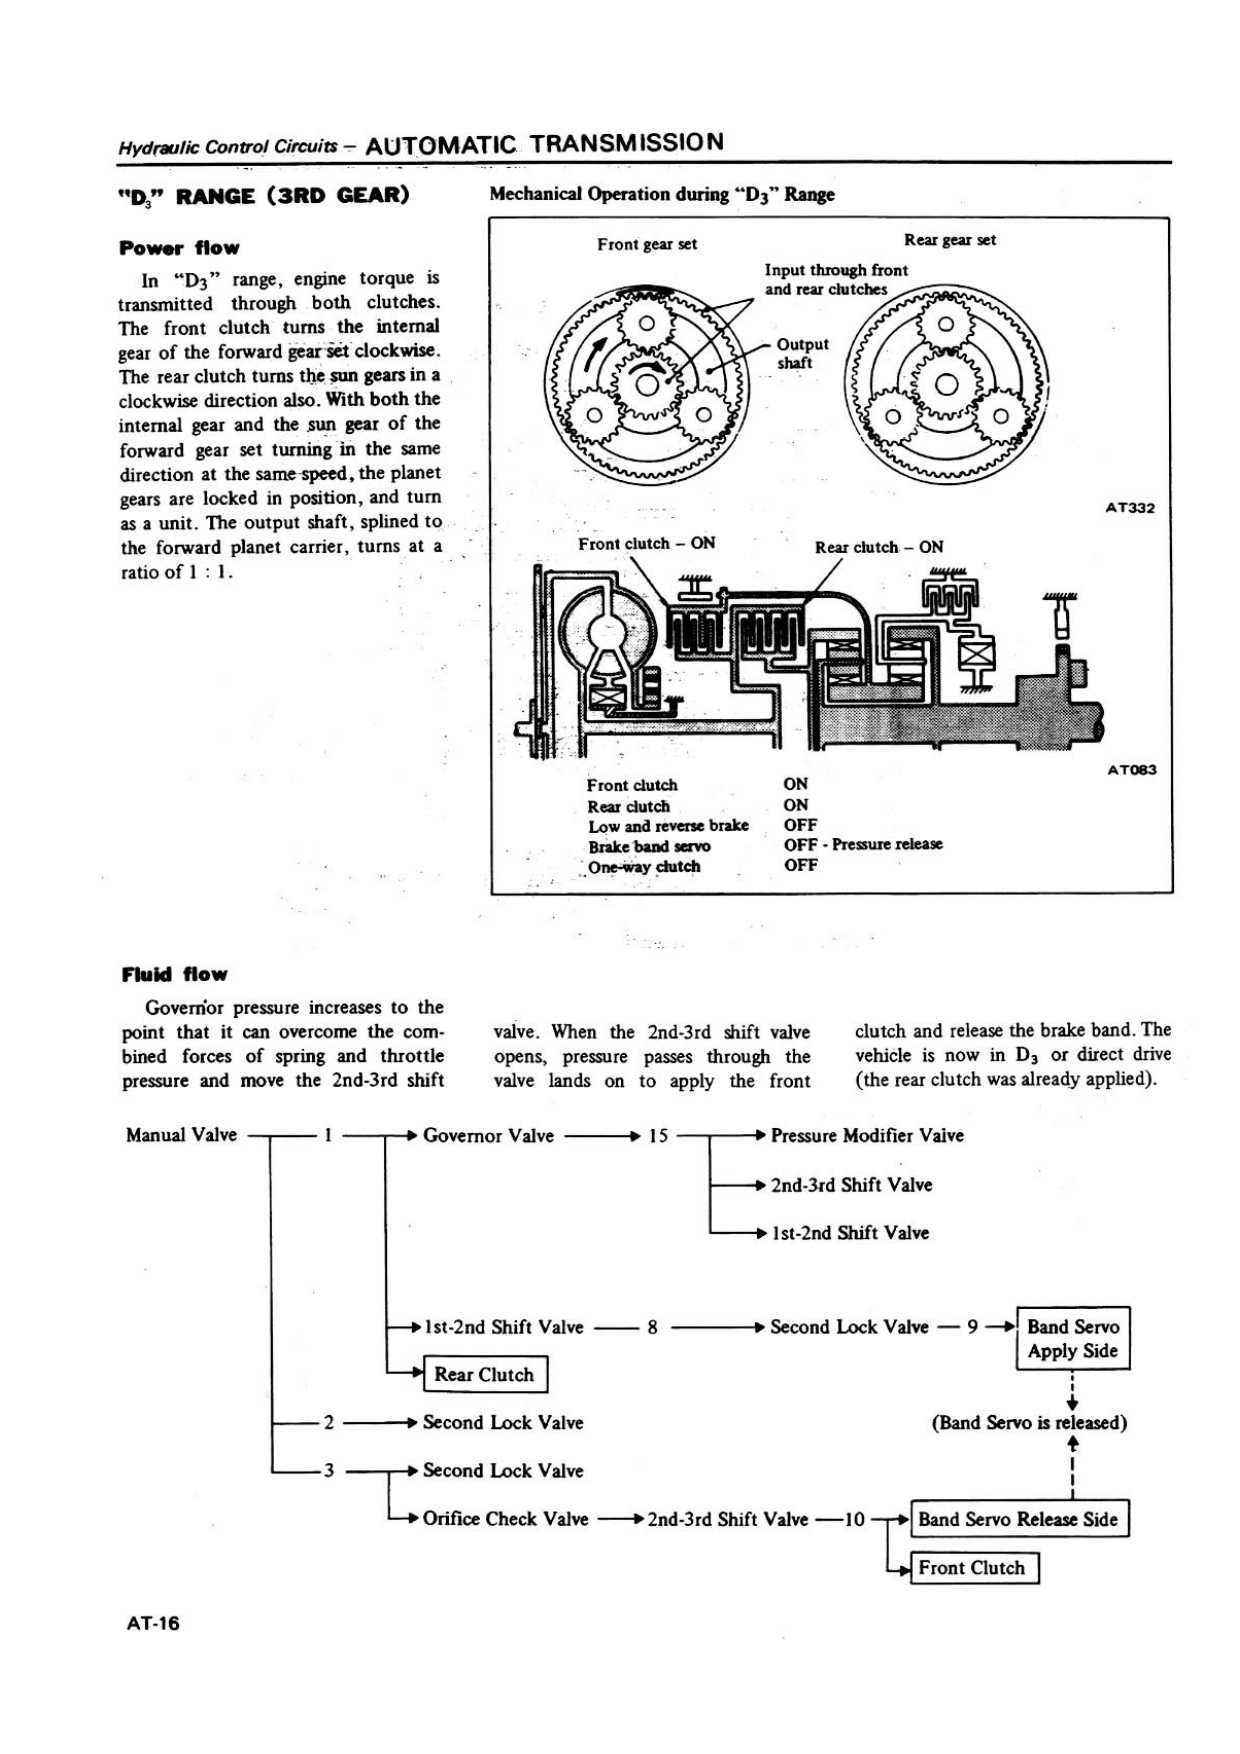 Hydraulic Control Circuits – AUTOMATIC TRANSMISSION
"D3" RANGE (3RD GEAR)
Power flow
In "D3" range, engine torque is
transmitted through both clutches.
The front clutch turns the internal
gear of the forward gear set clockwise.
The rear clutch turns the sun gears in a
clockwise direction also. With both the
internal gear and the sun gear of the
forward gear set turning in the same
direction at the same speed, the planet
gears are locked in position, and turn
as a unit. The output shaft, splined to
the forward planet carrier, turns at a
ratio of 1 : 1.
Mechanical Operation during "D3" Range
Front gear set
Rear gear set
Input through front
and rear clutches
Output
shaft
AT332
Front clutch – ON
Rear clutch – ON
AT083
Front clutch ON
Rear clutch ON
Low and reverse brake OFF
Brake band servo OFF - Pressure release
One-way clutch OFF
Fluid flow
Governor pressure increases to the
point that it can overcome the com-
bined forces of spring and throttle
pressure and move the 2nd-3rd shift
valve. When the 2nd-3rd shift valve
opens, pressure passes through the
valve lands on to apply the front
clutch and release the brake band. The
vehicle is now in D3 or direct drive
(the rear clutch was already applied).
Manual Valve 1 Governor Valve 15 Pressure Modifier Valve
2nd-3rd Shift Valve
1st-2nd Shift Valve
1st-2nd Shift Valve 8 Second Lock Valve 9 Band Servo
Apply Side
Rear Clutch
2 Second Lock Valve
(Band Servo is released)
3 Second Lock Valve
Orifice Check Valve 2nd-3rd Shift Valve 10 Band Servo Release Side
Front Clutch
AT-16